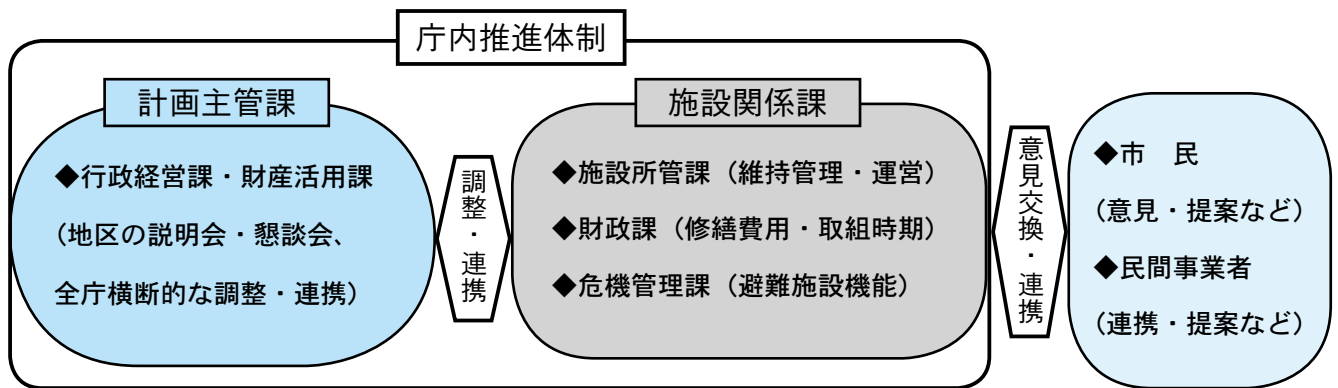 庁内推進体制
計画主管課
◆行政経営課・財産活用課
(地区の説明会・懇談会、
全庁横断的な調整・連携)
調整・連携
施設関係課
◆施設所管課（維持管理・運営）
◆財政課（修繕費用・取組時期）
◆危機管理課（避難施設機能）
意見交換・連携
◆市　民
(意見・提案など)
◆民間事業者
(連携・提案など)